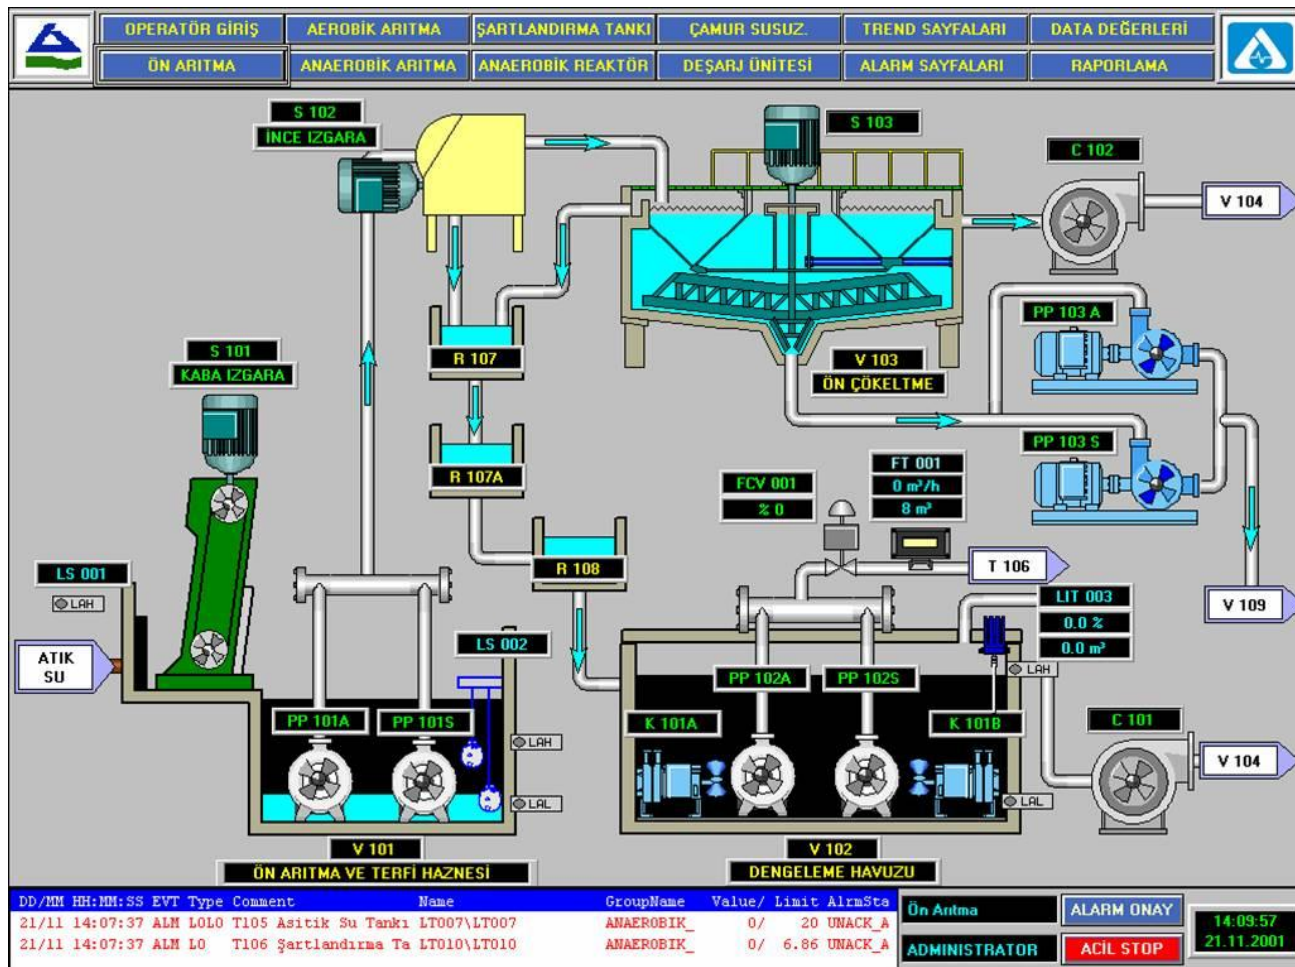 OPERATÖR GİRİŞ
AEROBİK ARITMA
ŞARTLANDIRMA TANKI
ÇAMUR SUSUZ.
TREND SAYFALARI
DATA DEĞERLERİ
ÖN ARITMA
ANAEROBİK ARITMA
ANAEROBİK REAKTÖR
DEŞARJ ÜNİTESİ
ALARM SAYFALARI
RAPORLAMA
S 102
İNCE IZGARA
S 103
C 102
V 104
PP 103 A
R 107
V 103
ÖN ÇÖKELTME
S 101
KABA IZGARA
R 107A
PP 103 S
FCV 001
% 0
FT 001
0 m³/h
8 m³
R 108
T 106
LS 001
LAH
LIT 003
0.0 %
0.0 m³
V 109
ATIK
SU
LS 002
LAH
PP 101A
PP 101S
PP 102A
PP 102S
K 101A
K 101B
C 101
LAH
V 104
LAL
LAL
V 101
ÖN ARITMA VE TERFİ HAZNESİ
V 102
DENGELEME HAVUZU
DD/MM HH:MM:SS EVT Type Comment Name GroupName Value/ Limit AlrmSta
21/11 14:07:37 ALM LOLO T105 Asitik Su Tankı LT007\LT007 ANAEROBIK_ 0/ 20 UNACK_A
21/11 14:07:37 ALM LO T106 Şartlandırma Ta LT010\LT010 ANAEROBIK_ 0/ 6.86 UNACK_A
Ön Arıtma
ALARM ONAY
ADMINISTRATOR
ACİL STOP
14:09:57
21.11.2001